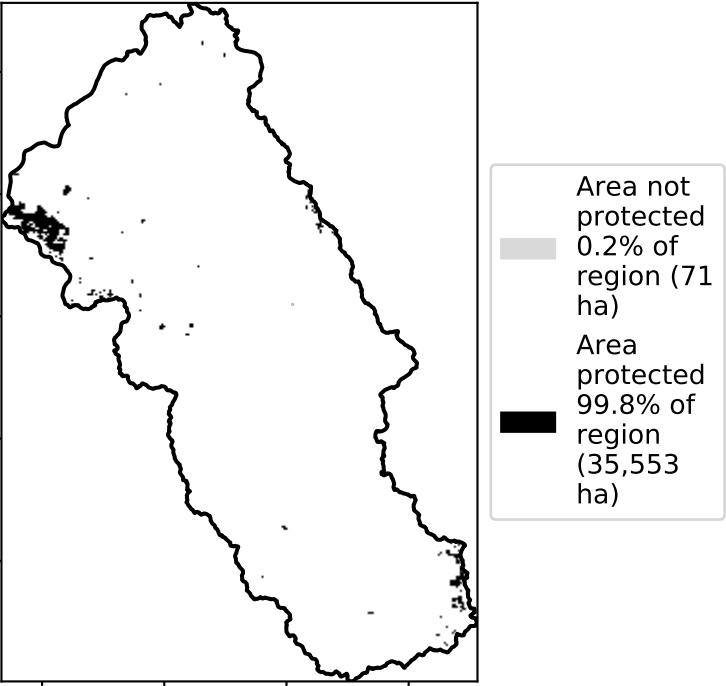 Area not
protected
0.2% of
region (71
ha)
Area
protected
99.8% of
region
(35,553
ha)